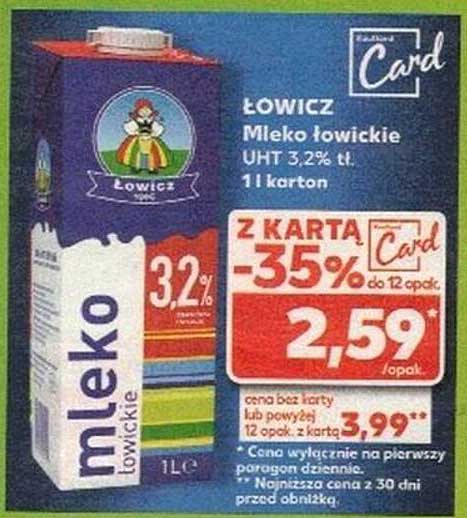 Kaufland
Card
ŁOWICZ
Mleko łowickie
UHT 3,2% tł.
1 l karton
Z KARTĄ
Kaufland
Card
-35%
do 12 opak.
2,59*
/opak.
cena bez karty
lub powyżej
12 opak. z kartą
3,99**
* Cena wyłącznie na pierwszy
paragon dziennie.
** Najniższa cena z 30 dni
przed obniżką.
Łowicz
3,2%
mleko
łowickie
1L℮